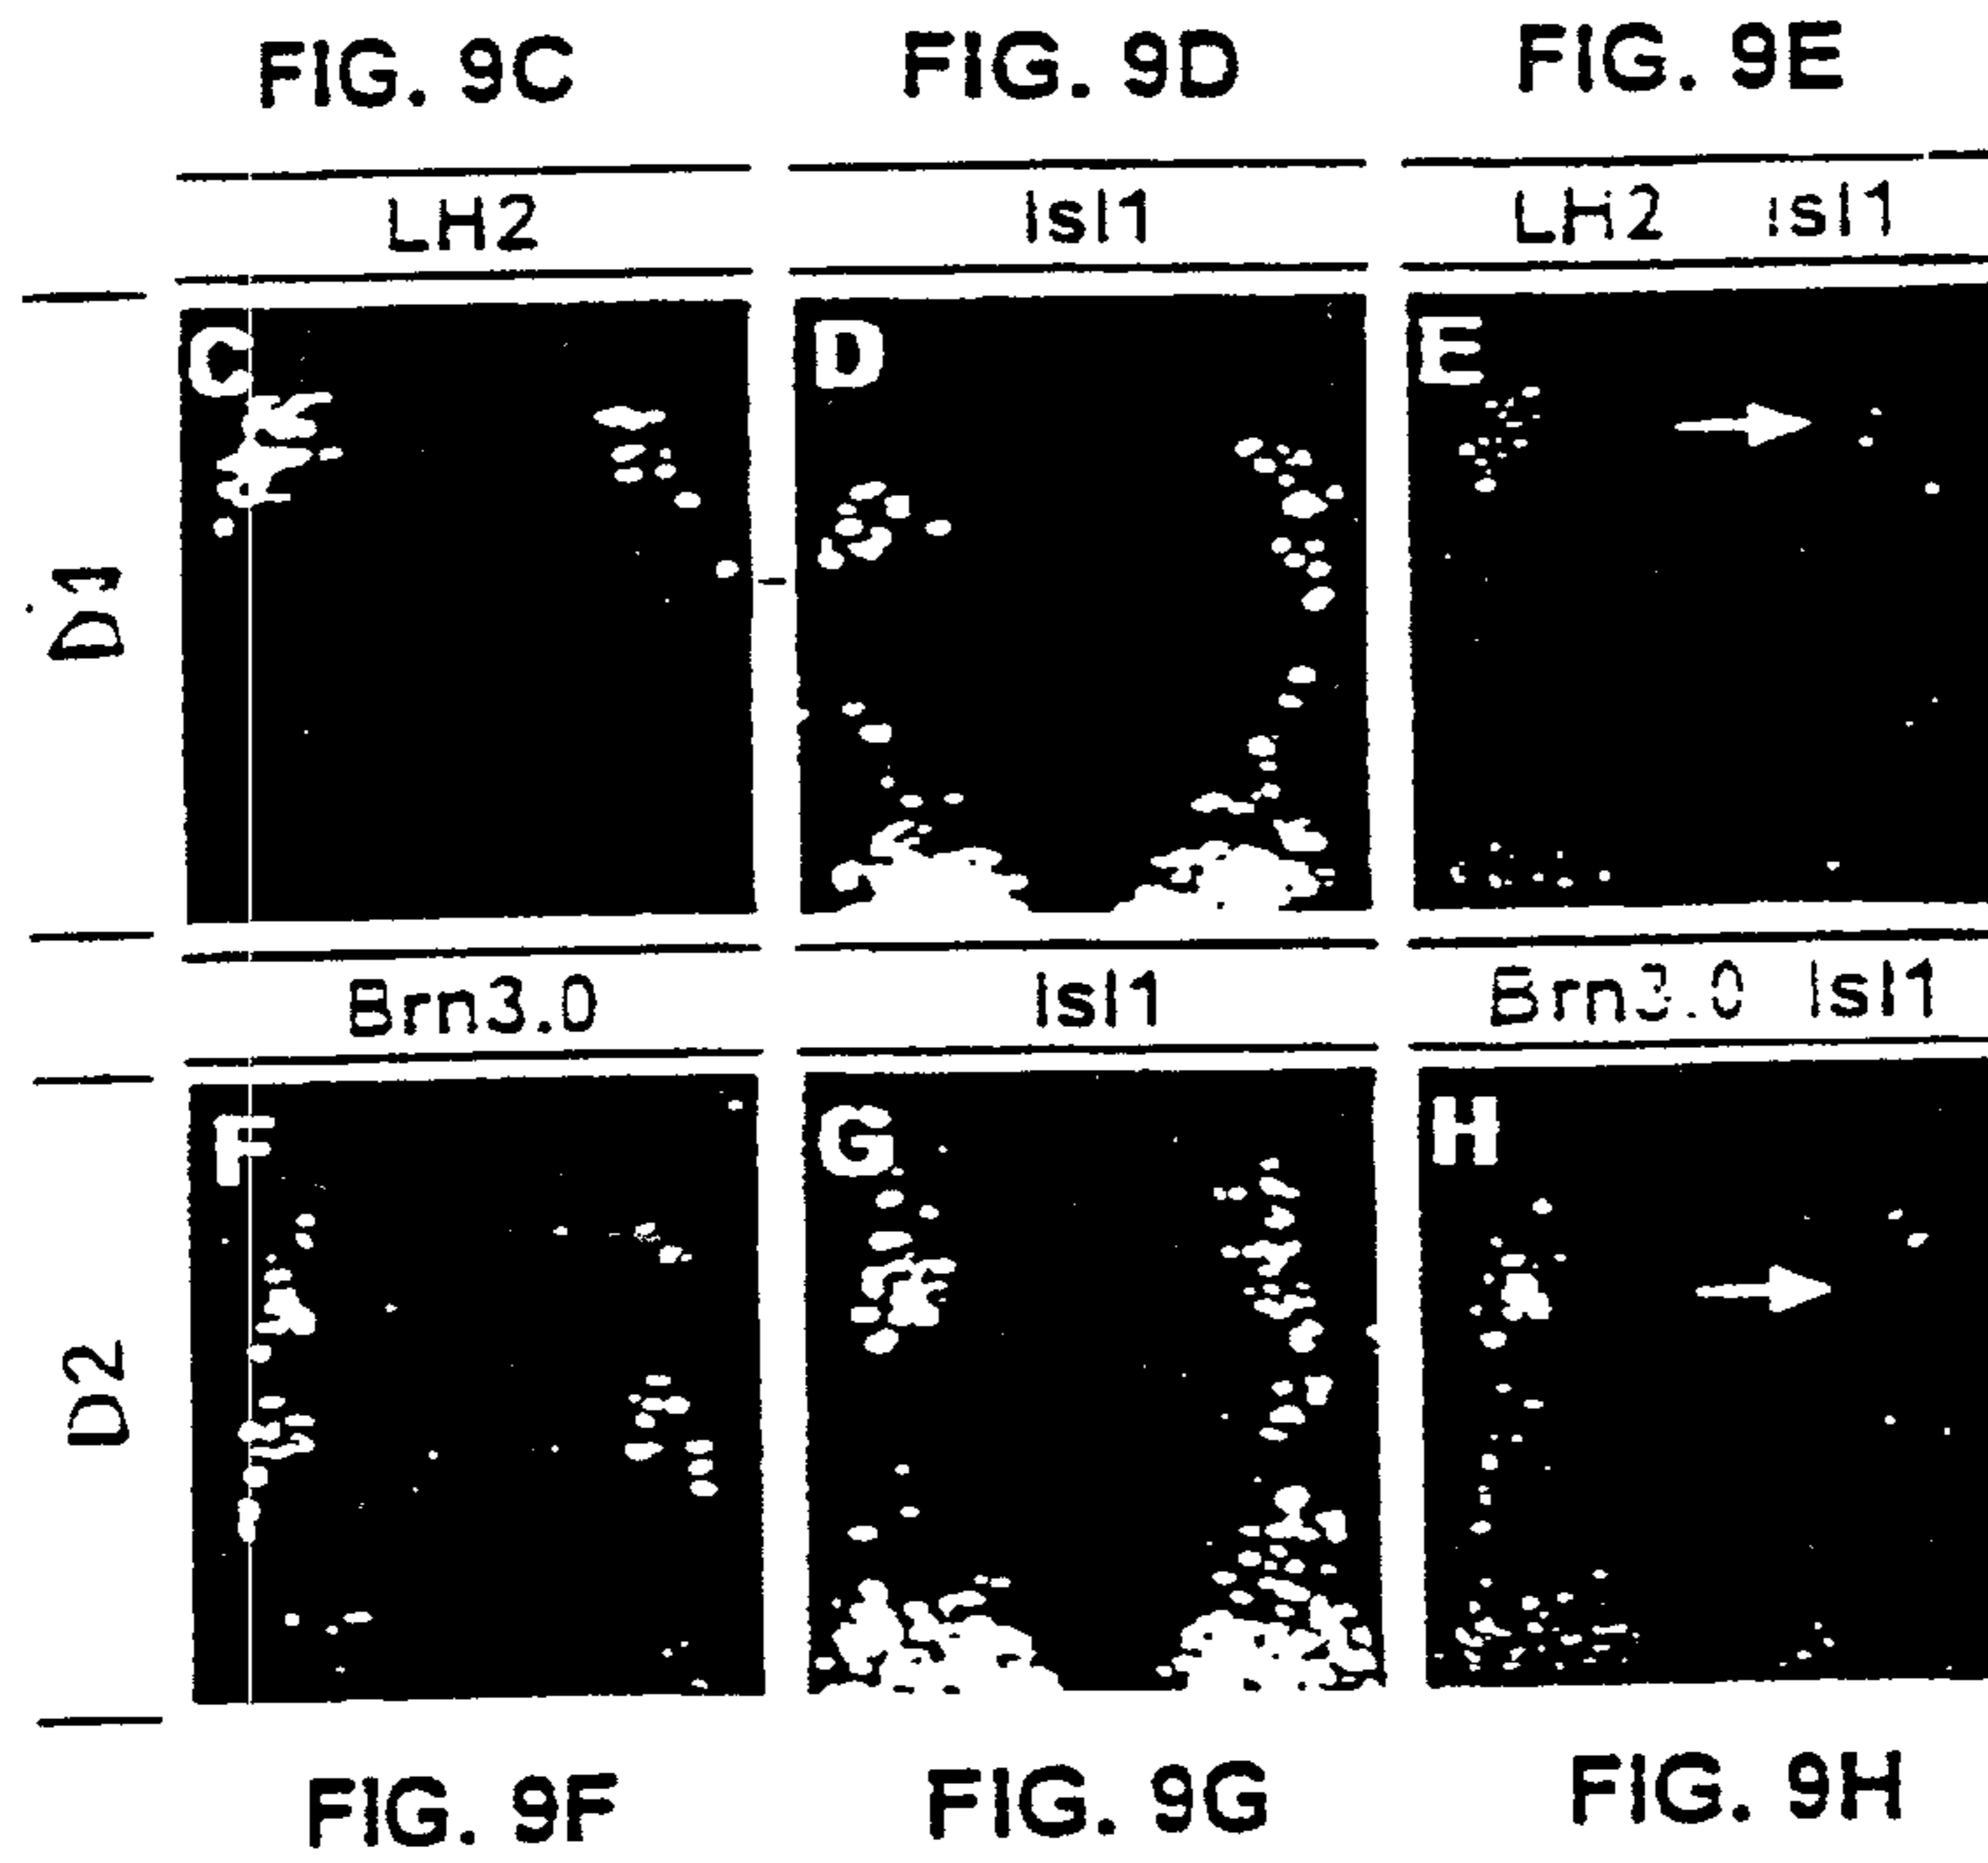 FIG. 9C FIG. 9D FIG. 9E
LH2 Isl1 LH2 Isl1
C D E
D1
Brn3.0 Isl1 Brn3.0 Isl1
F G H
D2
FIG. 9F FIG. 9G FIG. 9H